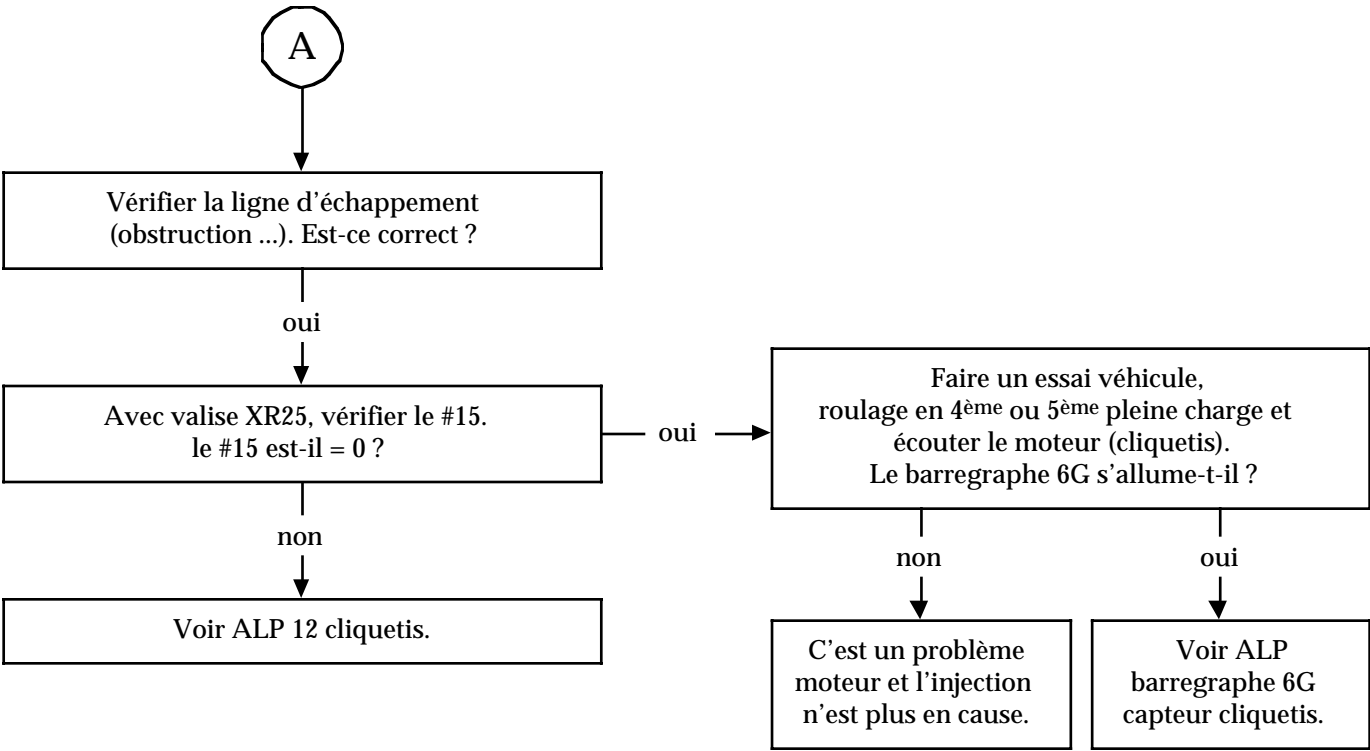 A
Vérifier la ligne d’échappement
(obstruction ...). Est-ce correct ?
oui
Avec valise XR25, vérifier le #15.
le #15 est-il = 0 ?
oui
Faire un essai véhicule,
roulage en 4ème ou 5ème pleine charge et
écouter le moteur (cliquetis).
Le barregraphe 6G s’allume-t-il ?
non
Voir ALP 12 cliquetis.
non
oui
C’est un problème
moteur et l’injection
n’est plus en cause.
Voir ALP
barregraphe 6G
capteur cliquetis.